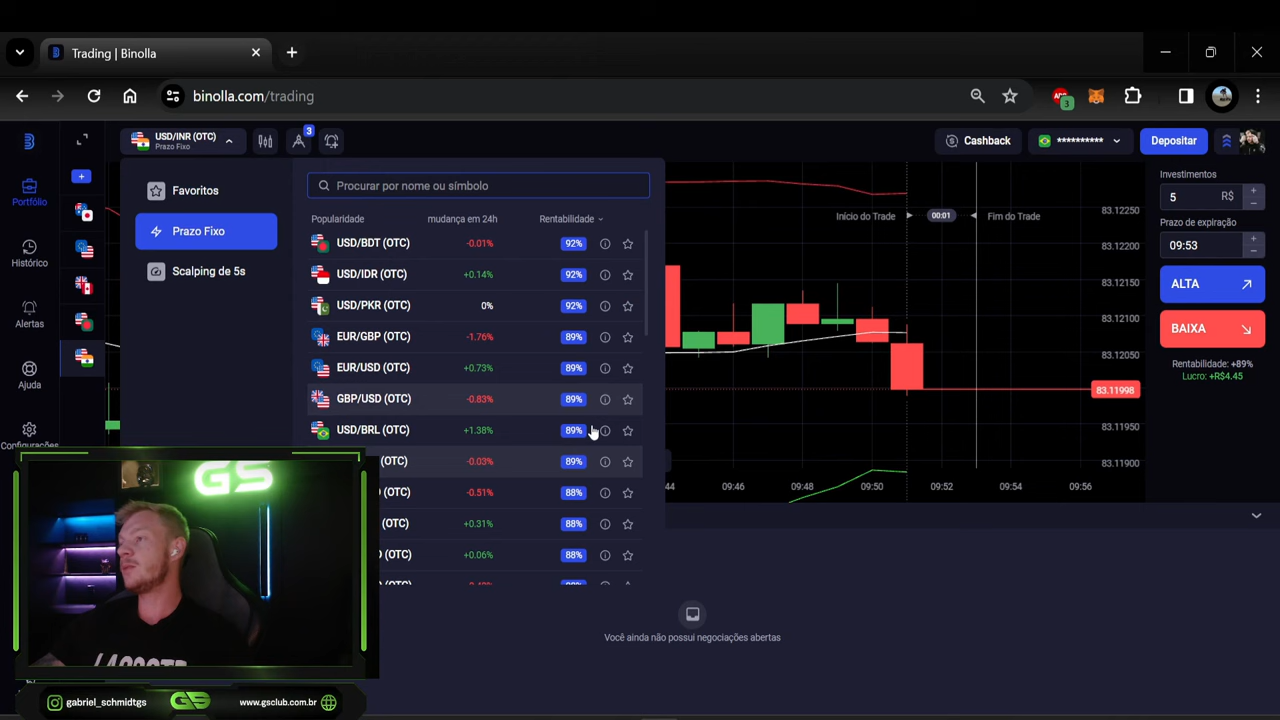 Trading | Binolla
binolla.com/trading
3
USD/INR (OTC)
Prazo Fixo
3
Cashback
**********
Depositar
Portfólio
Histórico
Alertas
Ajuda
Configurações
Favoritos
Prazo Fixo
Scalping de 5s
Procurar por nome ou símbolo
Popularidade mudança em 24h Rentabilidade
USD/BDT (OTC) -0.01% 92%
USD/IDR (OTC) +0.14% 92%
USD/PKR (OTC) 0% 92%
EUR/GBP (OTC) -1.76% 89%
EUR/USD (OTC) +0.73% 89%
GBP/USD (OTC) -0.83% 89%
USD/BRL (OTC) +1.38% 89%
(OTC) -0.03% 89%
(OTC) -0.51% 88%
(OTC) +0.31% 88%
(OTC) +0.06% 88%
Início do Trade 00:01 Fim do Trade
83.12250
83.12200
83.12150
83.12100
83.12050
83.11998
83.11950
83.11900
44 09:46 09:48 09:50 09:52 09:54 09:56
Investimentos
5 R$
Prazo de expiração
09:53
ALTA
BAIXA
Rentabilidade: +89%
Lucro: +R$4.45
Você ainda não possui negociações abertas
GS
gabriel_schmidtgs GS www.gsclub.com.br